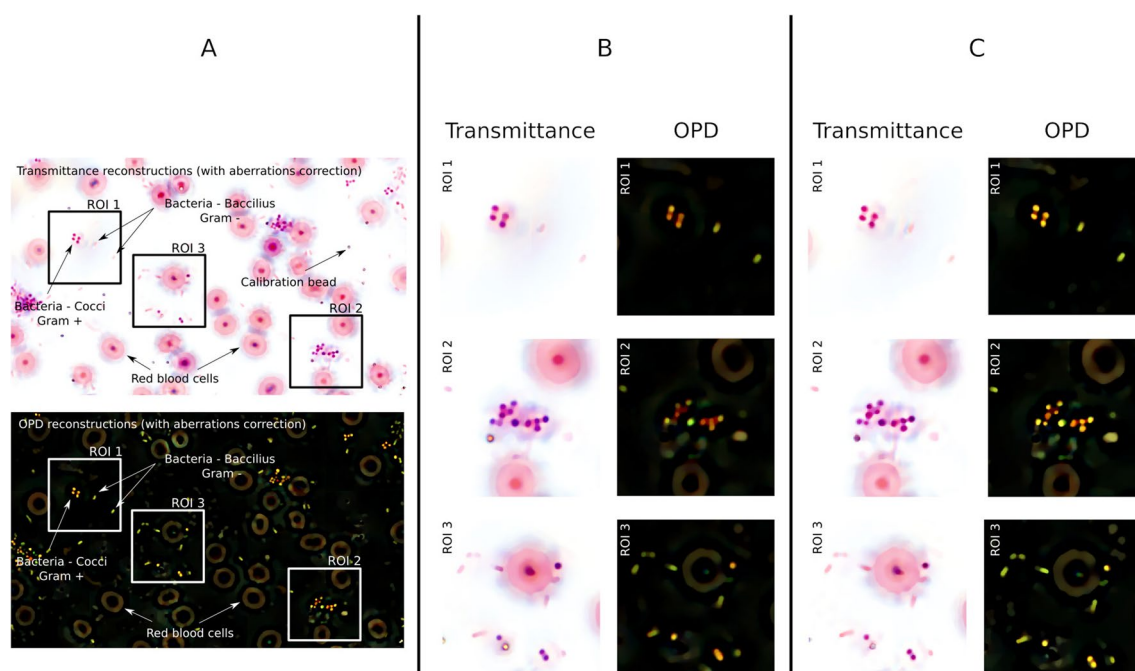 A
Transmittance reconstructions (with aberrations correction)
ROI 1
Bacteria - Baccilius
Gram -
ROI 3
Calibration bead
Bacteria - Cocci
Gram +
ROI 2
Red blood cells
OPD reconstructions (with aberrations correction)
ROI 1
Bacteria - Baccilius
Gram -
ROI 3
Bacteria - Cocci
Gram +
ROI 2
Red blood cells
B
Transmittance
OPD
ROI 1
ROI 1
ROI 2
ROI 2
ROI 3
ROI 3
C
Transmittance
OPD
ROI 1
ROI 1
ROI 2
ROI 2
ROI 3
ROI 3